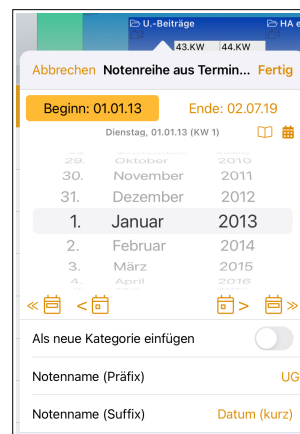 U.-Beiträge
HA e
43.KW 44.KW
Abbrechen Notenreihe aus Termin... Fertig
Beginn: 01.01.13 Ende: 02.07.19
Dienstag, 01.01.13 (KW 1)
29. Oktober 2010
30. November 2011
31. Dezember 2012
1. Januar 2013
2. Februar 2014
3. März 2015
4. April 2016
Als neue Kategorie einfügen
Notenname (Präfix) UG
Notenname (Suffix) Datum (kurz)